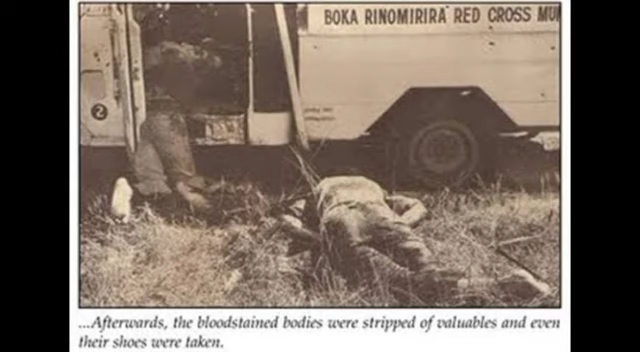 BOKA RINOMIRIRA RED CROSS MU
2
...Afterwards, the bloodstained bodies were stripped of valuables and even
their shoes were taken.